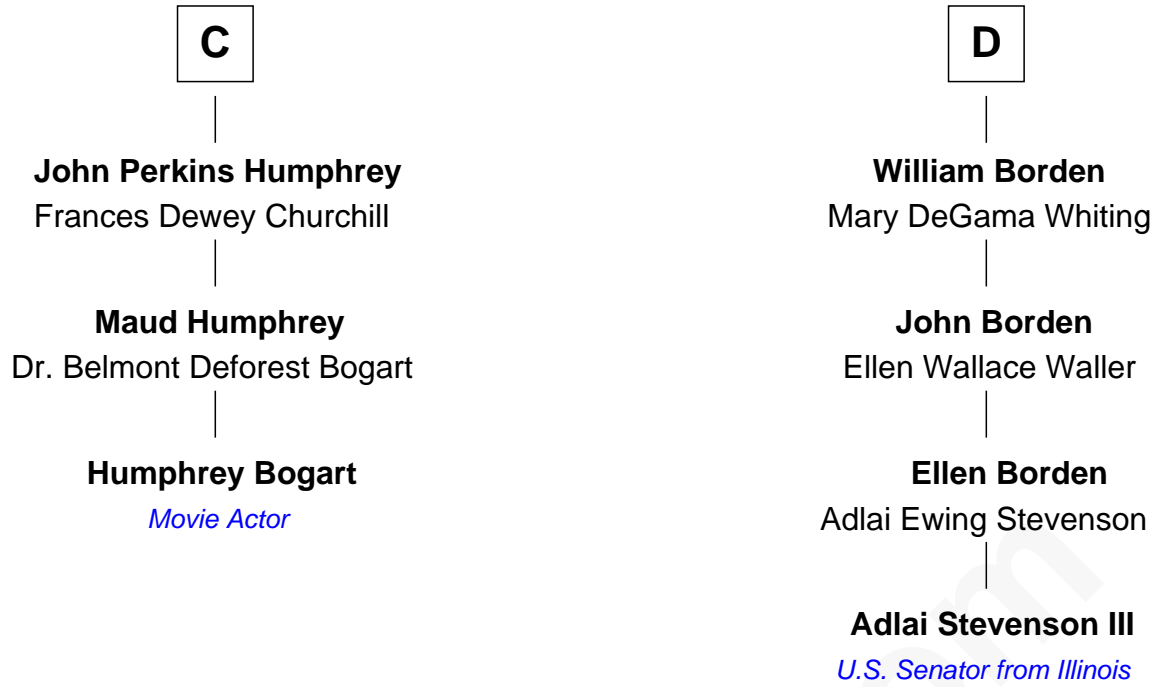 C
John Perkins Humphrey
Frances Dewey Churchill
Maud Humphrey
Dr. Belmont Deforest Bogart
Humphrey Bogart
Movie Actor
D
William Borden
Mary DeGama Whiting
John Borden
Ellen Wallace Waller
Ellen Borden
Adlai Ewing Stevenson
Adlai Stevenson III
U.S. Senator from Illinois